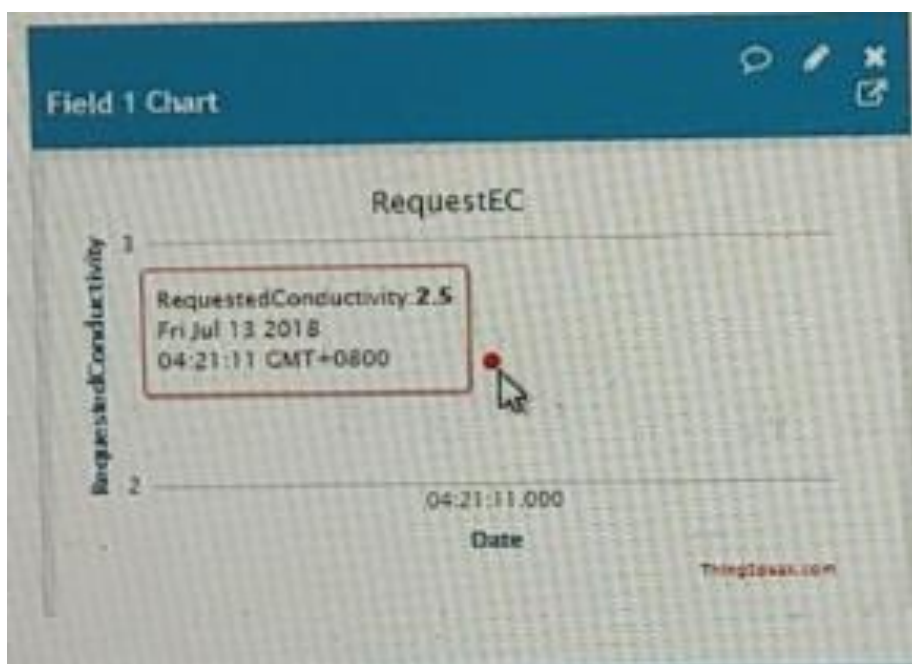 Field 1 Chart
RequestEC
3
RequestedConductivity
RequestedConductivity:2.5
Fri Jul 13 2018
04:21:11 GMT+0800
2
04:21:11.000
Date
ThingSpeak.com